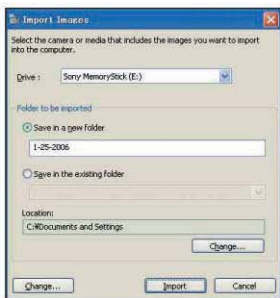 Import Images
Select the camera or media that includes the images you want to import
into the computer.
Drive : Sony MemoryStick (E:)
Folder to be imported
Save in a new folder
1-25-2006
Save in the existing folder
Location:
C:¥Documents and Settings
Change...
Change... Import Cancel